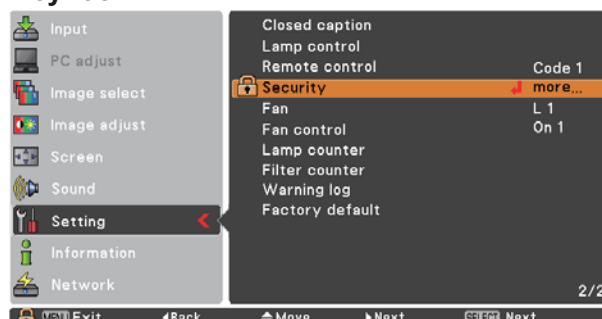 Input
PC adjust
Image select
Image adjust
Screen
Sound
Setting
Information
Network
Closed caption
Lamp control
Remote control Code 1
Security more...
Fan L 1
Fan control On 1
Lamp counter
Filter counter
Warning log
Factory default
2/2
MENU Exit Back Move Next SELECT Next